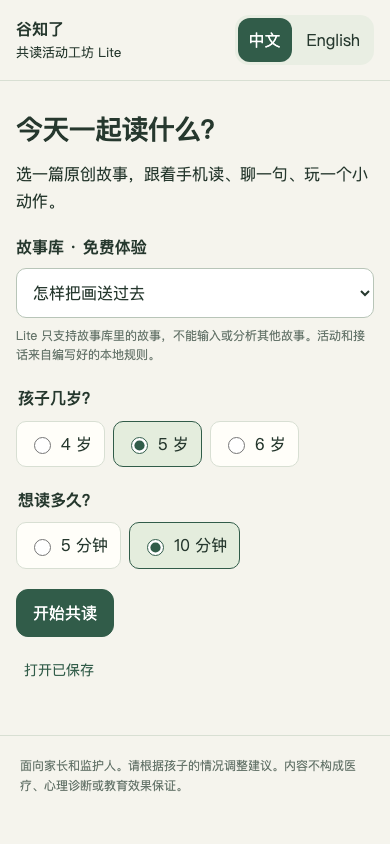 谷知了
共读活动工坊 Lite
中文
English
今天一起读什么?
选一篇原创故事，跟着手机读、聊一句、玩一个小
动作。
故事库 · 免费体验
怎样把画送过去
Lite 只支持故事库里的故事，不能输入或分析其他故事。活动和接
话来自编写好的本地规则。
孩子几岁?
4 岁
5 岁
6 岁
想读多久?
5 分钟
10 分钟
开始共读
打开已保存
面向家长和监护人。请根据孩子的情况调整建议。内容不构成医
疗、心理诊断或教育效果保证。